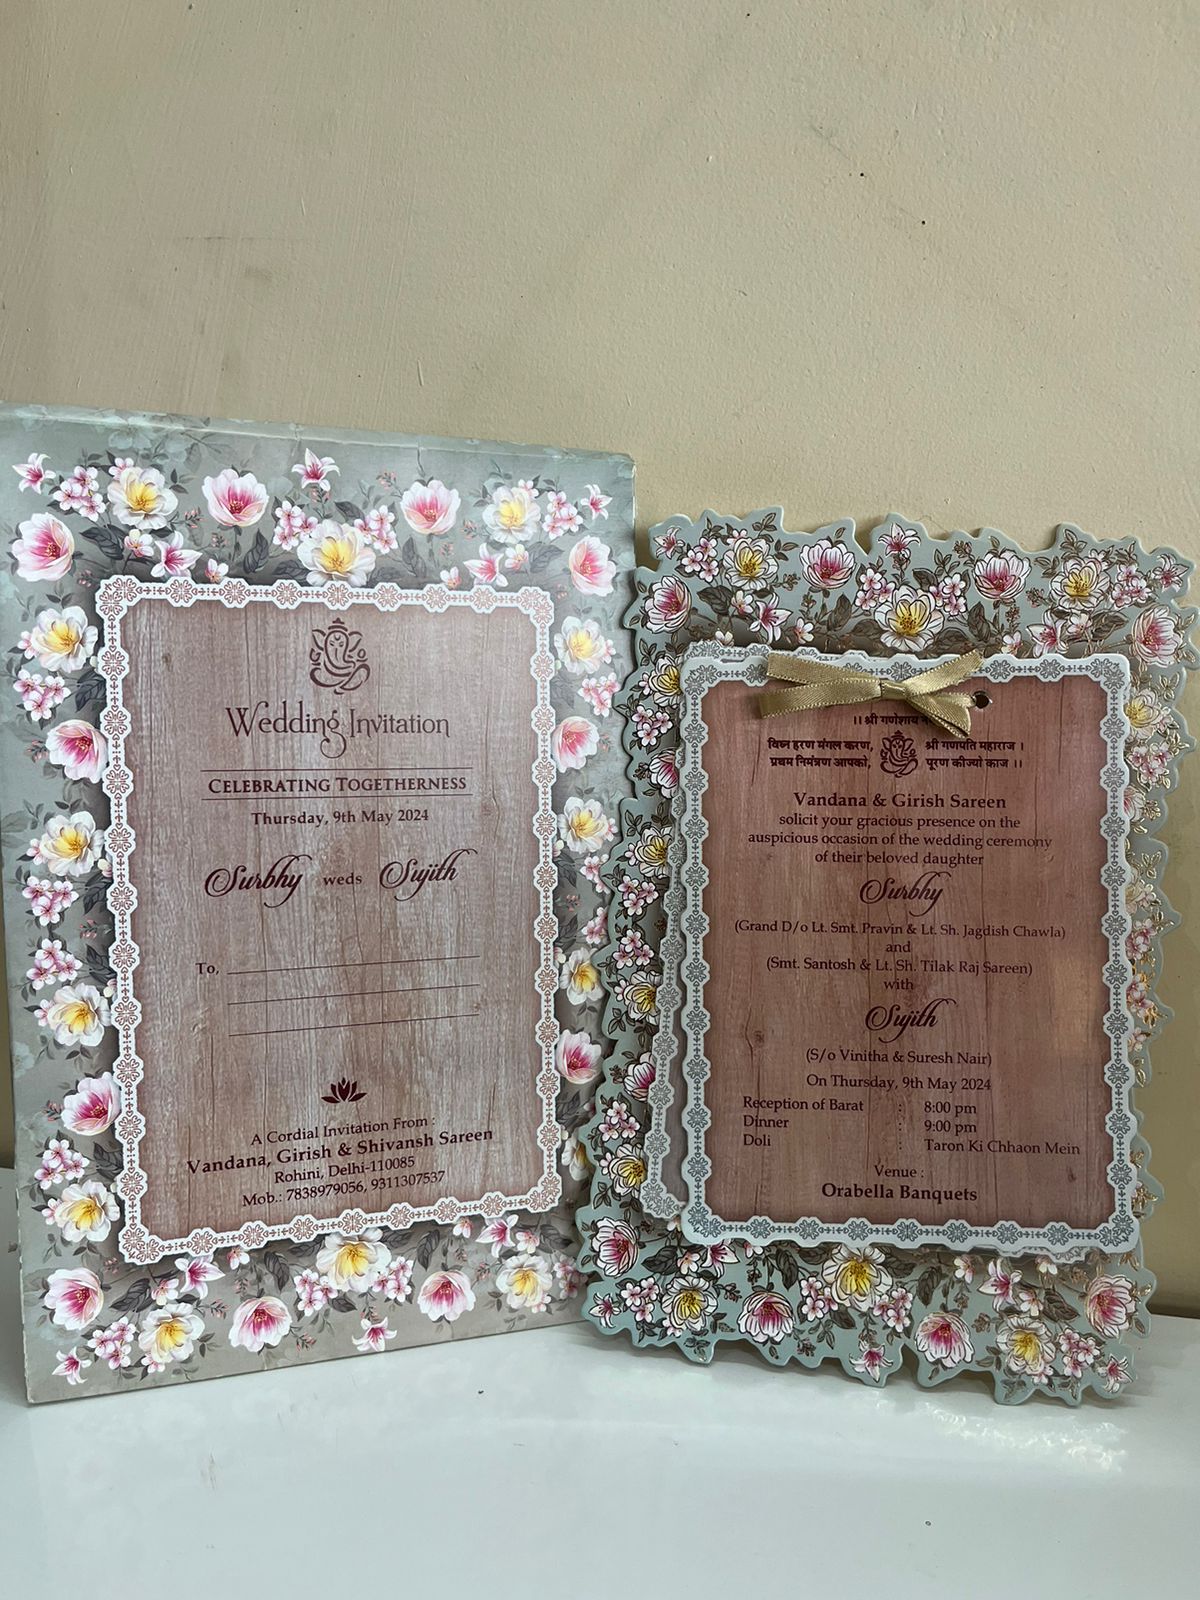 Wedding Invitation
CELEBRATING TOGETHERNESS
Thursday, 9th May 2024
Surbhy weds Sujith
To,
A Cordial Invitation From :
Vandana, Girish & Shivansh Sareen
Rohini, Delhi-110085
Mob.: 7838979056, 9311307537
।। श्री गणेशाय
विघ्न हरण मंगल करण, श्री गणपति महाराज ।
प्रथम निमंत्रण आपको, पूरण कीज्यो काज ।।
Vandana & Girish Sareen
solicit your gracious presence on the
auspicious occasion of the wedding ceremony
of their beloved daughter
Surbhy
(Grand D/o Lt. Smt. Pravin & Lt. Sh. Jagdish Chawla)
and
(Smt. Santosh & Lt. Sh. Tilak Raj Sareen)
with
Sujith
(S/o Vinitha & Suresh Nair)
On Thursday, 9th May 2024
Reception of Barat : 8:00 pm
Dinner : 9:00 pm
Doli : Taron Ki Chhaon Mein
Venue :
Orabella Banquets